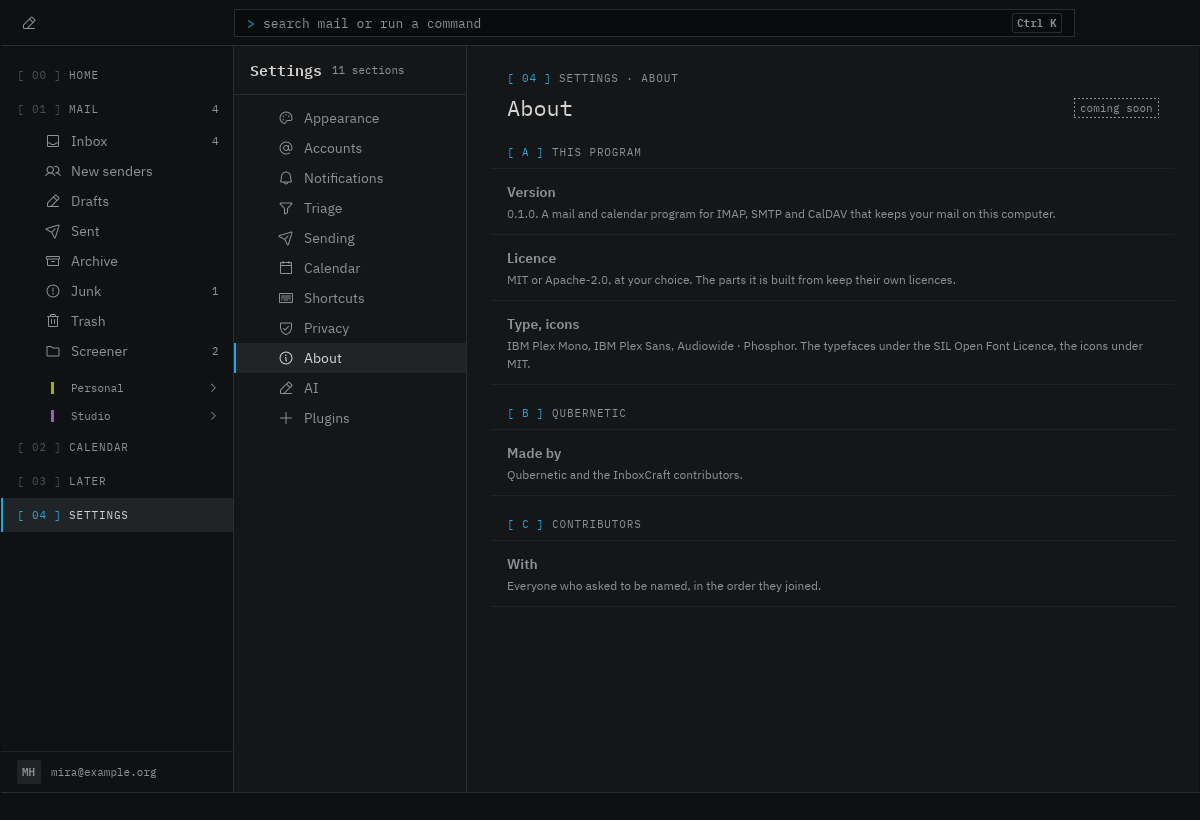 > search mail or run a command Ctrl K
[ 00 ] HOME
[ 01 ] MAIL 4
Inbox 4
New senders
Drafts
Sent
Archive
Junk 1
Trash
Screener 2
Personal
Studio
[ 02 ] CALENDAR
[ 03 ] LATER
[ 04 ] SETTINGS
MH mira@example.org
Settings 11 sections
Appearance
Accounts
Notifications
Triage
Sending
Calendar
Shortcuts
Privacy
About
AI
Plugins
[ 04 ] SETTINGS · ABOUT
About coming soon
[ A ] THIS PROGRAM
Version
0.1.0. A mail and calendar program for IMAP, SMTP and CalDAV that keeps your mail on this computer.
Licence
MIT or Apache-2.0, at your choice. The parts it is built from keep their own licences.
Type, icons
IBM Plex Mono, IBM Plex Sans, Audiowide · Phosphor. The typefaces under the SIL Open Font Licence, the icons under
MIT.
[ B ] QUBERNETIC
Made by
Qubernetic and the InboxCraft contributors.
[ C ] CONTRIBUTORS
With
Everyone who asked to be named, in the order they joined.